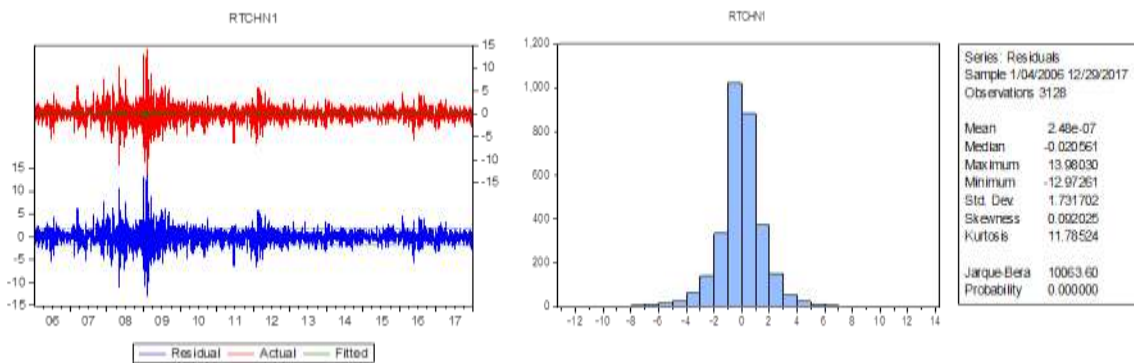 RTCHN1
15
10
5
0
-5
-10
-15
15
10
5
0
-5
-10
-15
06 07 08 09 10 11 12 13 14 15 16 17
Residual Actual Fitted
RTCHN1
1,200
1,000
800
600
400
200
0
-12 -10 -8 -6 -4 -2 0 2 4 6 8 10 12 14
Series: Residuals
Sample 1/04/2006 12/29/2017
Observations 3128
Mean 2.48e-07
Median -0.020561
Maximum 13.98030
Minimum -12.97261
Std. Dev. 1.731702
Skewness 0.092025
Kurtosis 11.78524
Jarque-Bera 10063.60
Probability 0.000000